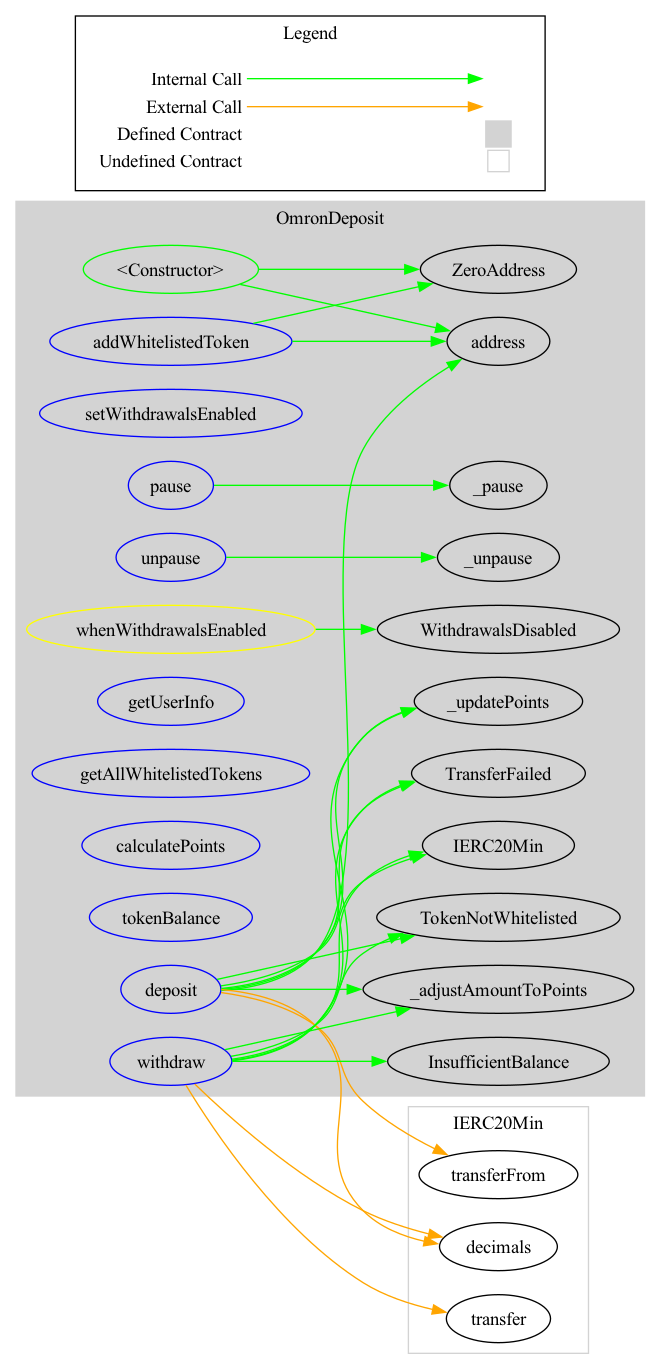 Legend
Internal Call
External Call
Defined Contract
Undefined Contract
OmronDeposit
<Constructor>
ZeroAddress
addWhitelistedToken
address
setWithdrawalsEnabled
pause
_pause
unpause
_unpause
whenWithdrawalsEnabled
WithdrawalsDisabled
getUserInfo
_updatePoints
getAllWhitelistedTokens
TransferFailed
calculatePoints
IERC20Min
tokenBalance
TokenNotWhitelisted
deposit
_adjustAmountToPoints
withdraw
InsufficientBalance
IERC20Min
transferFrom
decimals
transfer